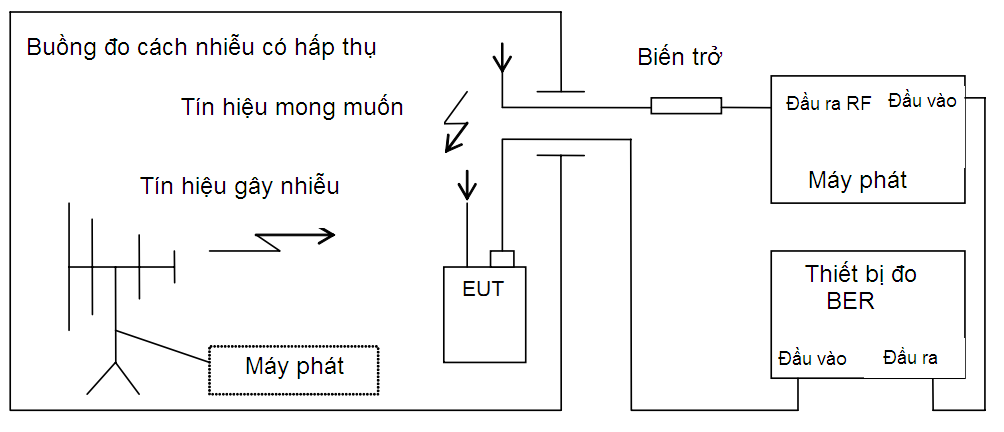 Buồng đo cách nhiễu có hấp thụ
Biến trở
Tín hiệu mong muốn
Đầu ra RF
Đầu vào
Máy phát
Tín hiệu gây nhiễu
EUT
Thiết bị đo
BER
Đầu vào
Đầu ra
Máy phát